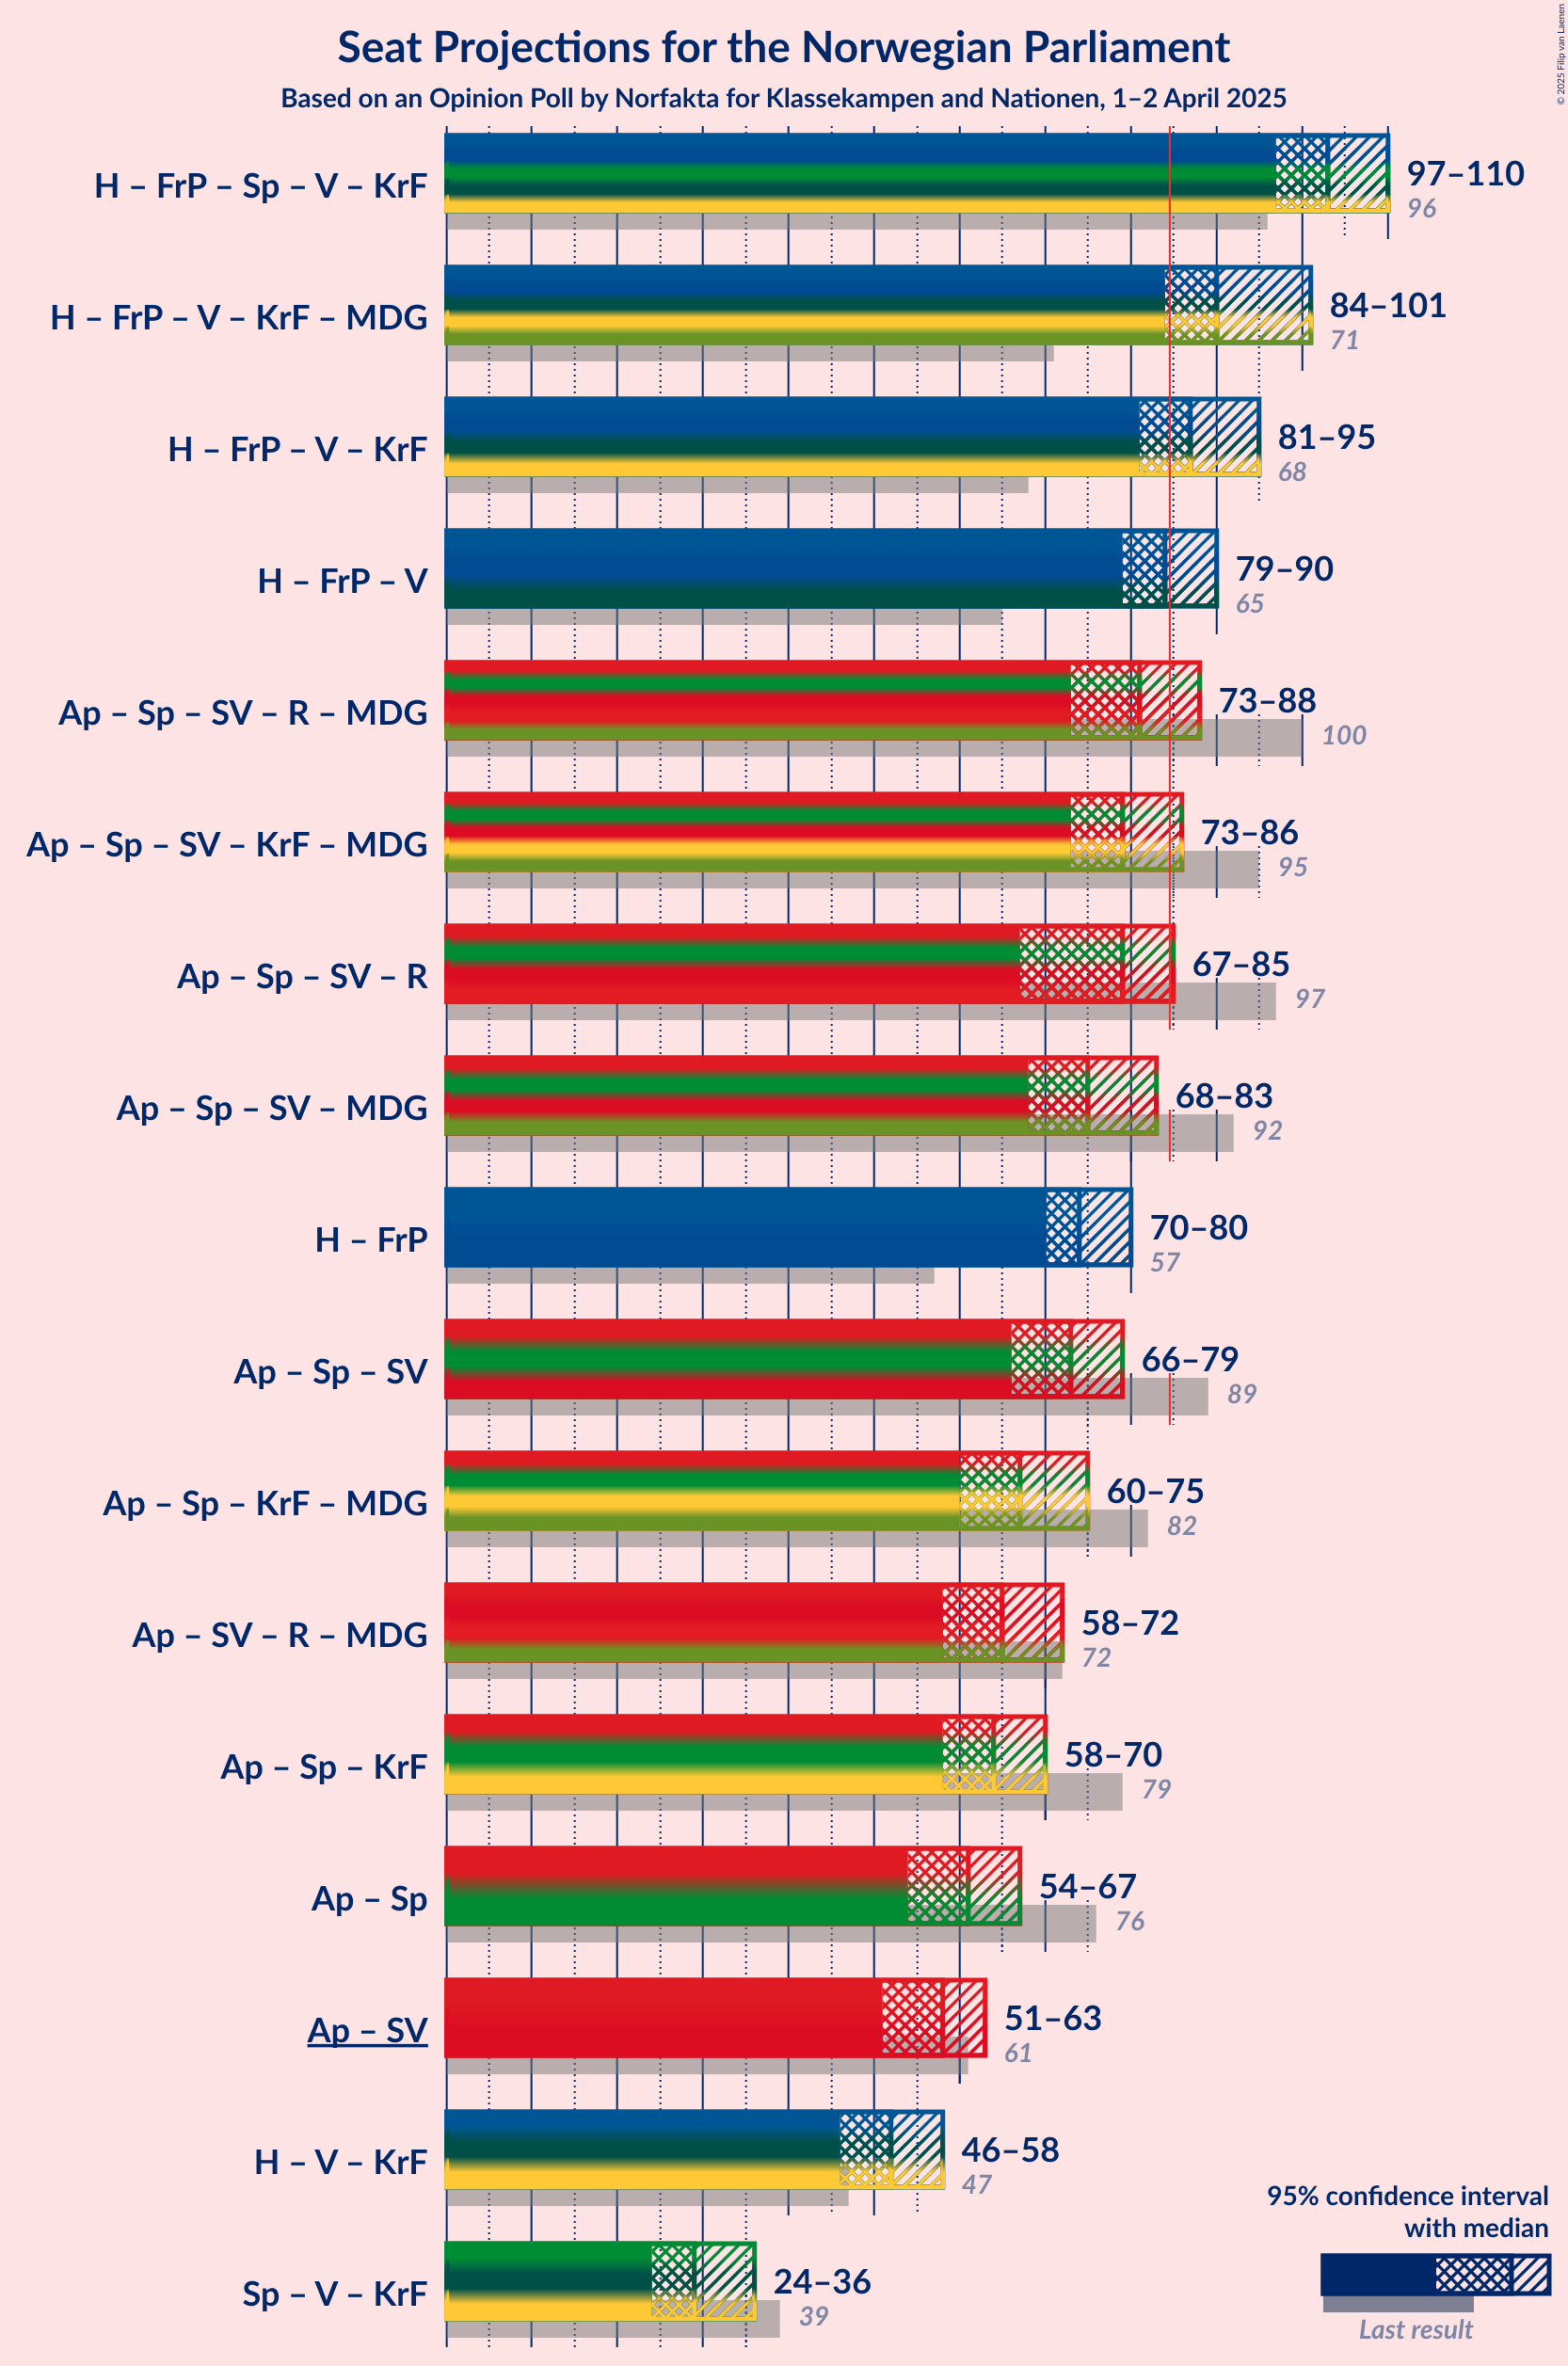 © 2025 Filip van Laenen
Seat Projections for the Norwegian Parliament
Based on an Opinion Poll by Norfakta for Klassekampen and Nationen, 1–2 April 2025
H – FrP – Sp – V – KrF
97–110
96
H – FrP – V – KrF – MDG
84–101
71
H – FrP – V – KrF
81–95
68
H – FrP – V
79–90
65
Ap – Sp – SV – R – MDG
73–88
100
Ap – Sp – SV – KrF – MDG
73–86
95
Ap – Sp – SV – R
67–85
97
Ap – Sp – SV – MDG
68–83
92
H – FrP
70–80
57
Ap – Sp – SV
66–79
89
Ap – Sp – KrF – MDG
60–75
82
Ap – SV – R – MDG
58–72
72
Ap – Sp – KrF
58–70
79
Ap – Sp
54–67
76
Ap – SV
51–63
61
H – V – KrF
46–58
47
Sp – V – KrF
24–36
39
95% confidence interval
with median
Last result